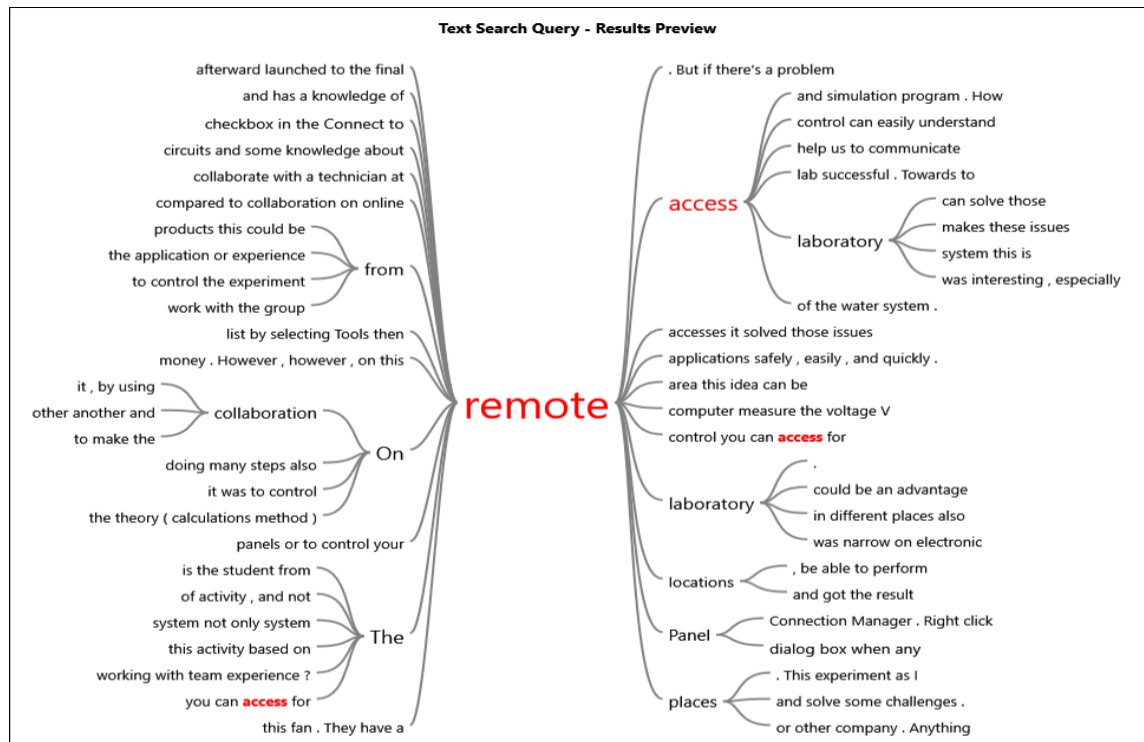 Text Search Query - Results Preview
afterward launched to the final
and has a knowledge of
checkbox in the Connect to
circuits and some knowledge about
collaborate with a technician at
compared to collaboration on online
products this could be
the application or experience
to control the experiment
work with the group
from
list by selecting Tools then
money . However , however , on this
it , by using
other another and
to make the
collaboration
doing many steps also
it was to control
the theory ( calculations method )
On
panels or to control your
is the student from
of activity , and not
system not only system
this activity based on
working with team experience ?
you can access for
The
this fan . They have a
remote
. But if there's a problem
access
and simulation program . How
control can easily understand
help us to communicate
lab successful . Towards to
laboratory
can solve those
makes these issues
system this is
was interesting , especially
of the water system .
accesses it solved those issues
applications safely , easily , and quickly .
area this idea can be
computer measure the voltage V
control you can access for
laboratory
.
could be an advantage
in different places also
was narrow on electronic
locations
, be able to perform
and got the result
Panel
Connection Manager . Right click
dialog box when any
places
. This experiment as I
and solve some challenges .
or other company . Anything